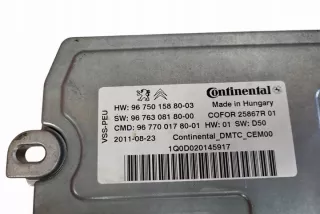 Continental
VSS-PEU
HW: 96 750 158 80-03
Made in Hungary
SW: 96 763 081 80-00
COFOR 25867R 01
CMD: 96 770 017 80-01
HW: 01 SW: D50
2011-08-23
Continental_DMTC_CEM00
1Q0D020145917